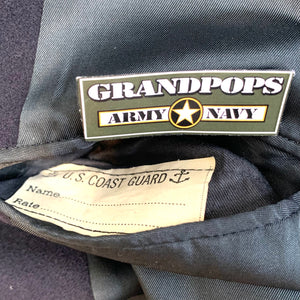 GRANDPOPS
ARMY NAVY
U.S. COAST GUARD
Name
Rate